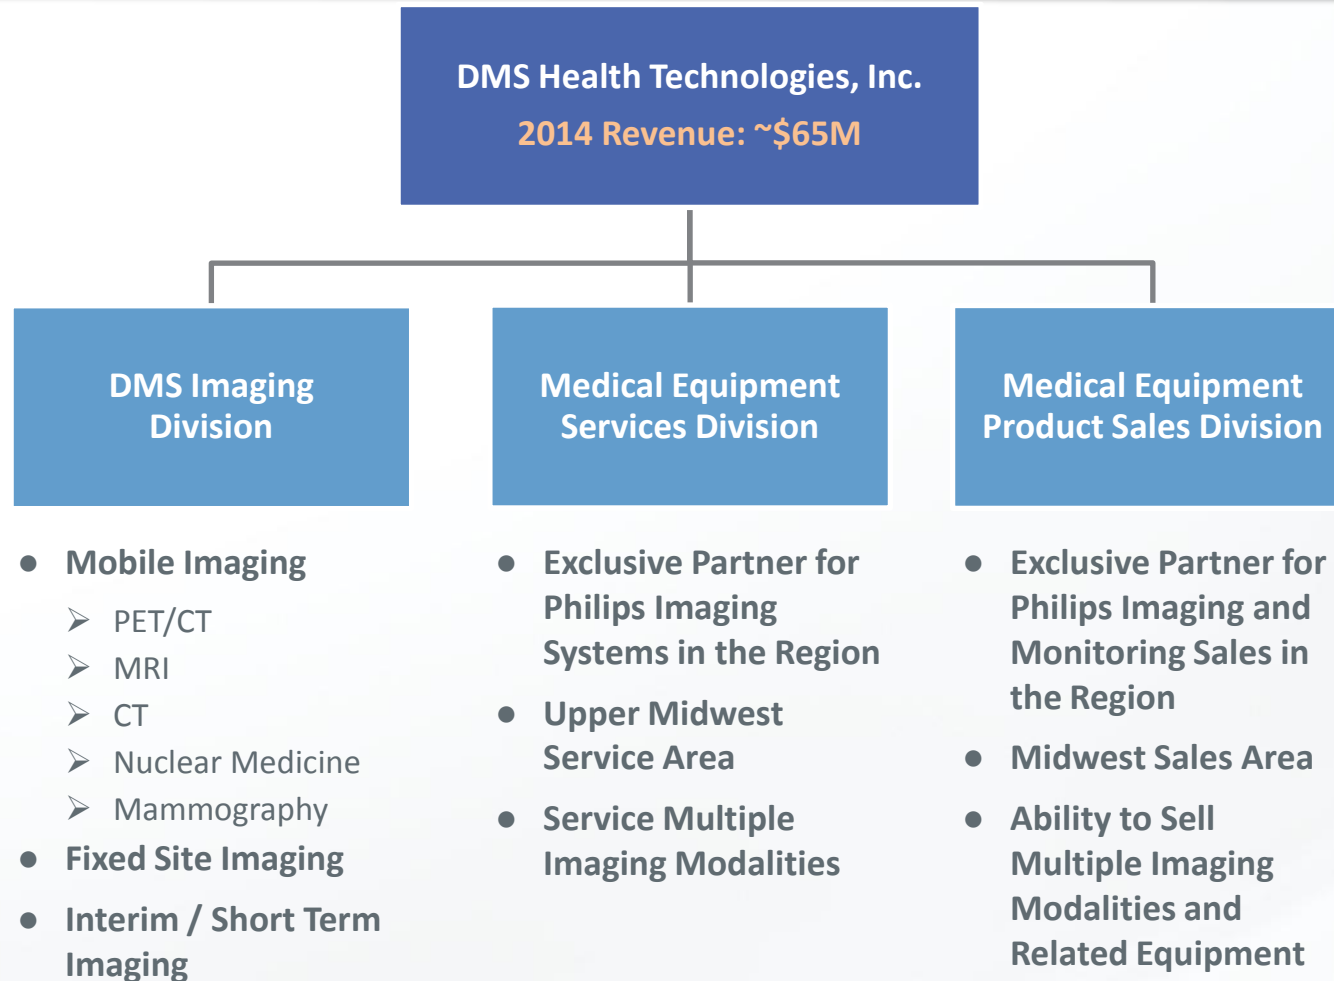 DMS Health Technologies, Inc.
2014 Revenue: ~$65M
DMS Imaging
Division
● Mobile Imaging
➢ PET/CT
➢ MRI
➢ CT
➢ Nuclear Medicine
➢ Mammography
● Fixed Site Imaging
● Interim / Short Term
Imaging
Medical Equipment
Services Division
● Exclusive Partner for
Philips Imaging
Systems in the Region
● Upper Midwest
Service Area
● Service Multiple
Imaging Modalities
Medical Equipment
Product Sales Division
● Exclusive Partner for
Philips Imaging and
Monitoring Sales in
the Region
● Midwest Sales Area
● Ability to Sell
Multiple Imaging
Modalities and
Related Equipment